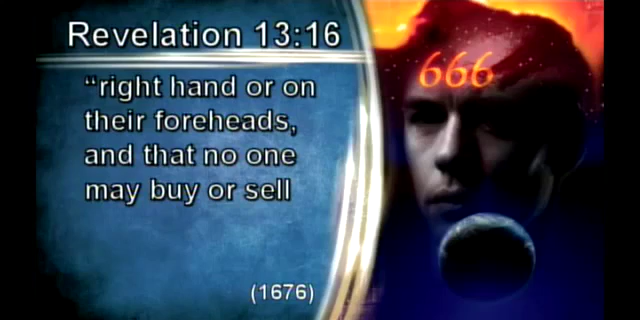 Revelation 13:16
“right hand or on
their foreheads,
and that no one
may buy or sell
(1676)
666